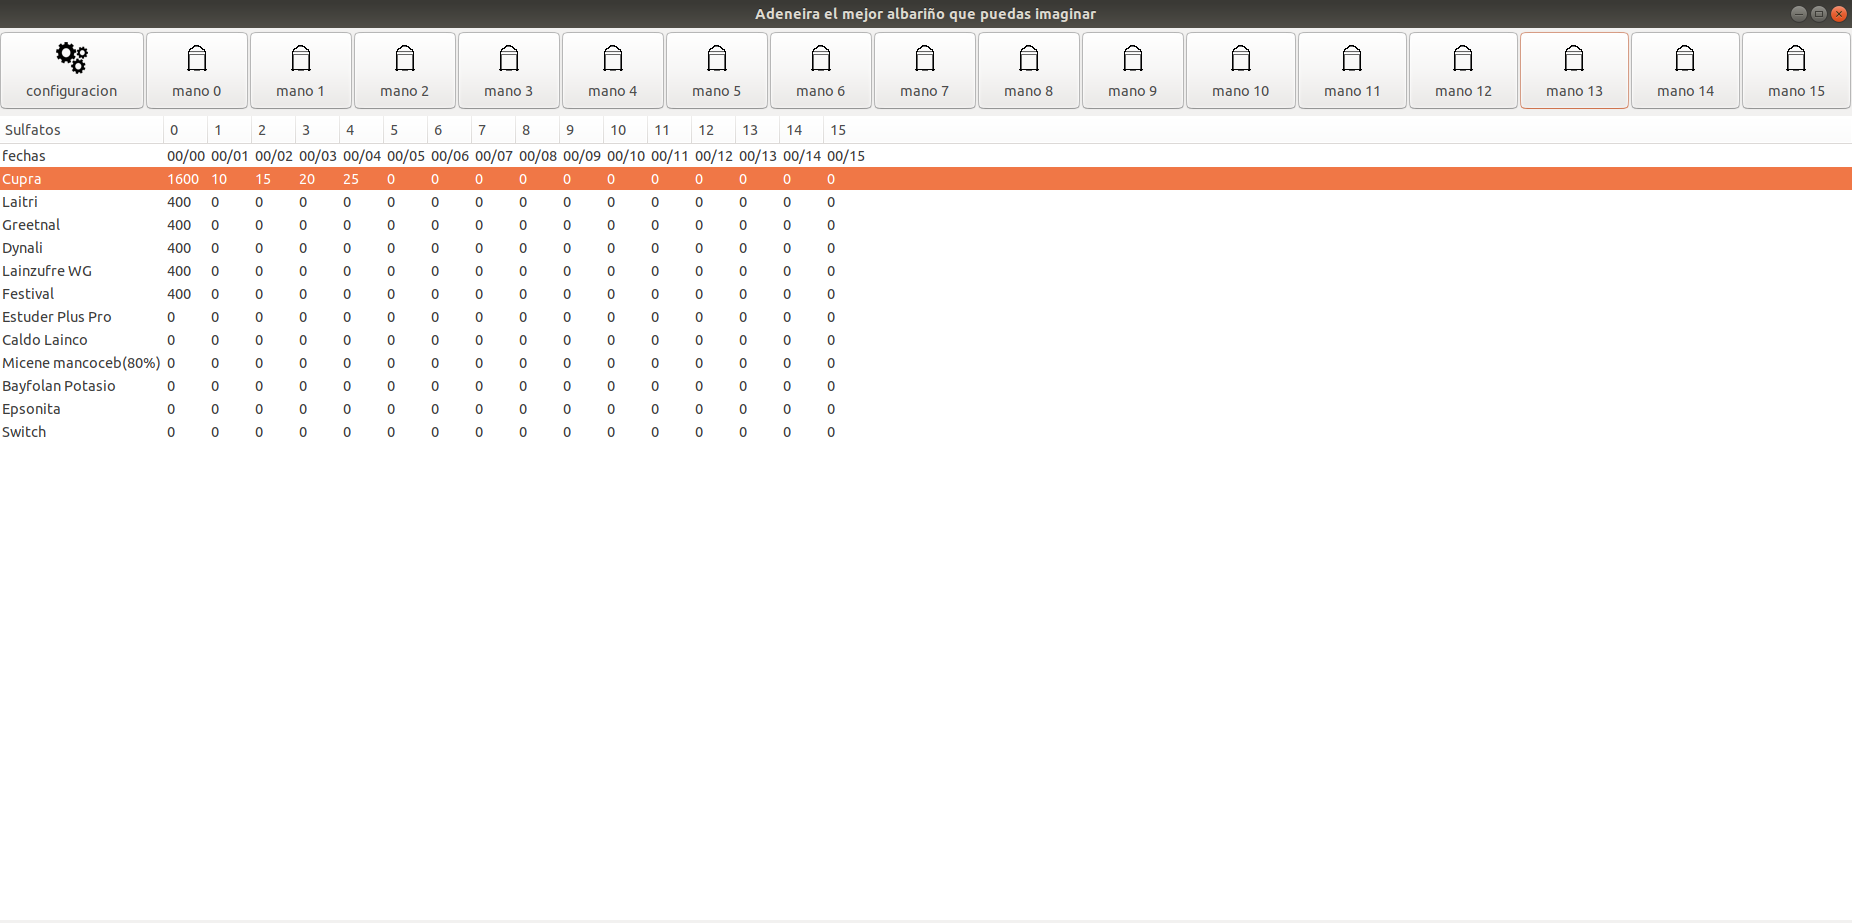 Adeneira el mejor albariño que puedas imaginar
configuracion mano 0 mano 1 mano 2 mano 3 mano 4 mano 5 mano 6 mano 7 mano 8 mano 9 mano 10 mano 11 mano 12 mano 13 mano 14 mano 15
Sulfatos 0 1 2 3 4 5 6 7 8 9 10 11 12 13 14 15
fechas 00/00 00/01 00/02 00/03 00/04 00/05 00/06 00/07 00/08 00/09 00/10 00/11 00/12 00/13 00/14 00/15
Cupra 1600 10 15 20 25 0 0 0 0 0 0 0 0 0 0 0
Laitri 400 0 0 0 0 0 0 0 0 0 0 0 0 0 0 0
Greetnal 400 0 0 0 0 0 0 0 0 0 0 0 0 0 0 0
Dynali 400 0 0 0 0 0 0 0 0 0 0 0 0 0 0 0
Lainzufre WG 400 0 0 0 0 0 0 0 0 0 0 0 0 0 0 0
Festival 400 0 0 0 0 0 0 0 0 0 0 0 0 0 0 0
Estuder Plus Pro 0 0 0 0 0 0 0 0 0 0 0 0 0 0 0 0
Caldo Lainco 0 0 0 0 0 0 0 0 0 0 0 0 0 0 0 0
Micene mancoceb(80%) 0 0 0 0 0 0 0 0 0 0 0 0 0 0 0 0
Bayfolan Potasio 0 0 0 0 0 0 0 0 0 0 0 0 0 0 0 0
Epsonita 0 0 0 0 0 0 0 0 0 0 0 0 0 0 0 0
Switch 0 0 0 0 0 0 0 0 0 0 0 0 0 0 0 0